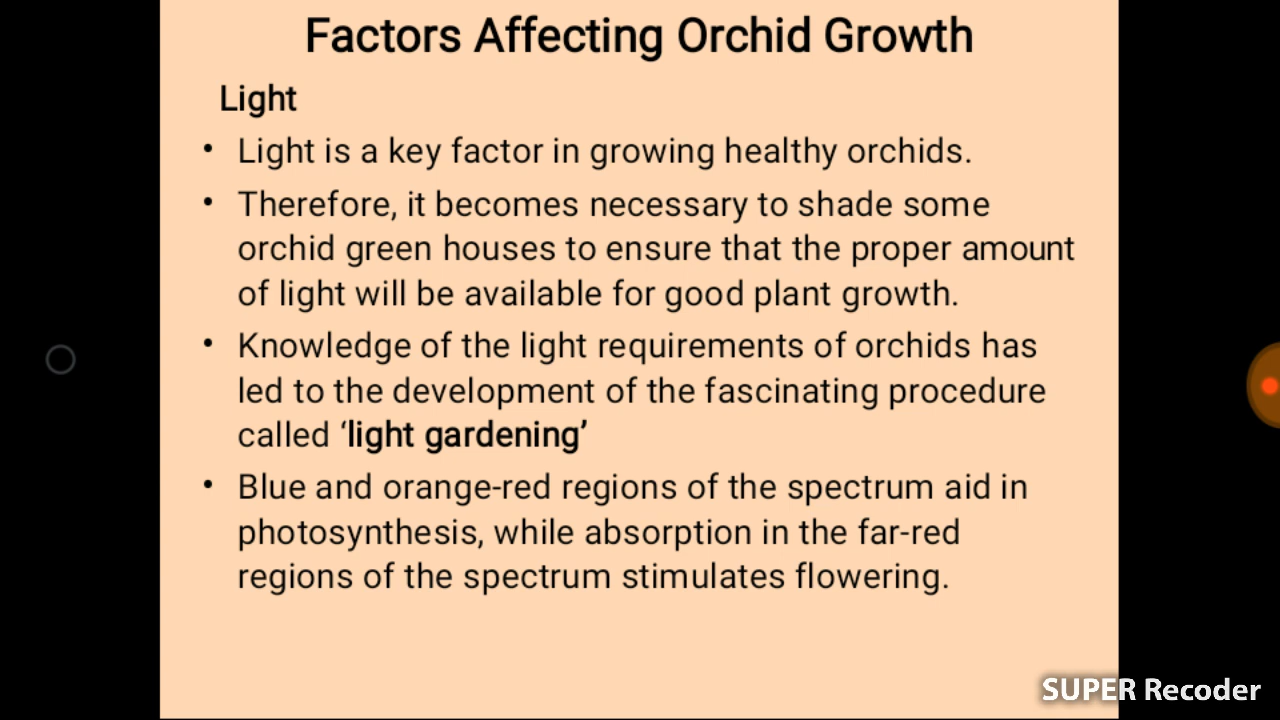 Factors Affecting Orchid Growth
Light
• Light is a key factor in growing healthy orchids.
• Therefore, it becomes necessary to shade some
orchid green houses to ensure that the proper amount
of light will be available for good plant growth.
• Knowledge of the light requirements of orchids has
led to the development of the fascinating procedure
called ‘light gardening’
• Blue and orange-red regions of the spectrum aid in
photosynthesis, while absorption in the far-red
regions of the spectrum stimulates flowering.
SUPER Recoder